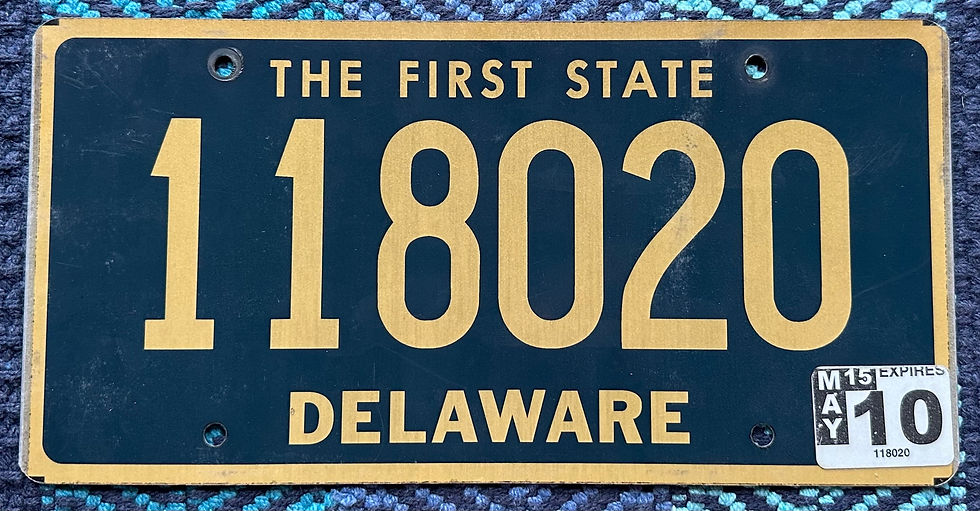 THE FIRST STATE
118020
DELAWARE
MAY 15 EXPIRES
10
118020